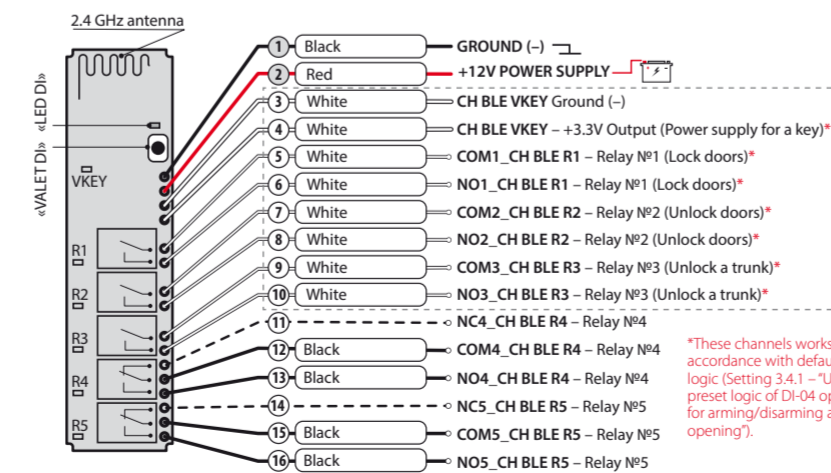 2.4 GHz antenna
«LED DI»
«VALET DI»
VKEY
R1
R2
R3
R4
R5
1 Black GROUND (–)
2 Red +12V POWER SUPPLY
3 White CH BLE VKEY Ground (–)
4 White CH BLE VKEY – +3.3V Output (Power supply for a key)*
5 White COM1_CH BLE R1 – Relay №1 (Lock doors)*
6 White NO1_CH BLE R1 – Relay №1 (Lock doors)*
7 White COM2_CH BLE R2 – Relay №2 (Unlock doors)*
8 White NO2_CH BLE R2 – Relay №2 (Unlock doors)*
9 White COM3_CH BLE R3 – Relay №3 (Unlock a trunk)*
10 White NO3_CH BLE R3 – Relay №3 (Unlock a trunk)*
11 NC4_CH BLE R4 – Relay №4
12 Black COM4_CH BLE R4 – Relay №4
13 Black NO4_CH BLE R4 – Relay №4
14 NC5_CH BLE R5 – Relay №5
15 Black COM5_CH BLE R5 – Relay №5
16 Black NO5_CH BLE R5 – Relay №5
*These channels works
accordance with defau
logic (Setting 3.4.1 – "U
preset logic of DI-04 op
for arming/disarming a
opening").